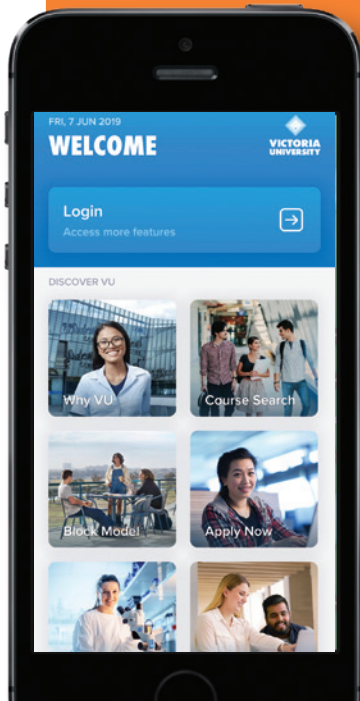 FRI, 7 JUN 2019
WELCOME
VICTORIA
UNIVERSITY
Login
Access more features
DISCOVER VU
Why VU
Course Search
Block Model
Apply Now